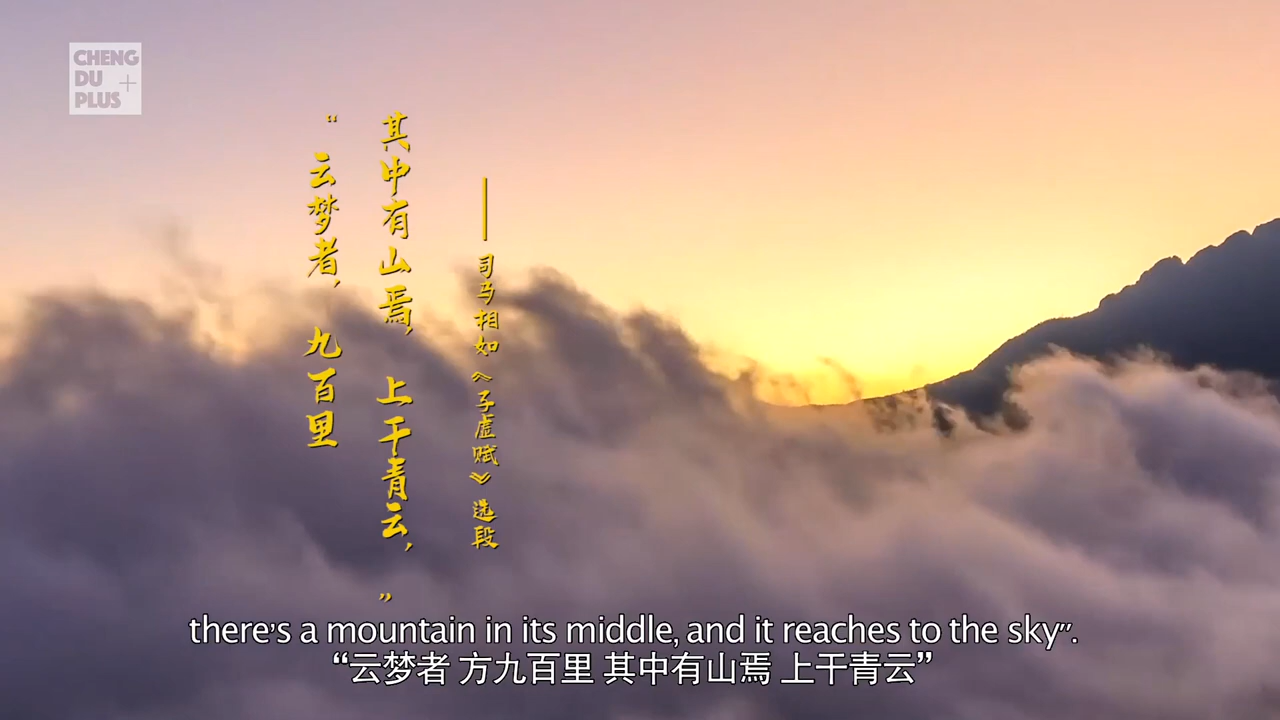 CHENG
DU
PLUS+
“云梦者，九百里
其中有山焉，上干青云，”
——司马相如《子虚赋》选段
there's a mountain in its middle, and it reaches to the sky”.
“云梦者 方九百里 其中有山焉 上干青云”